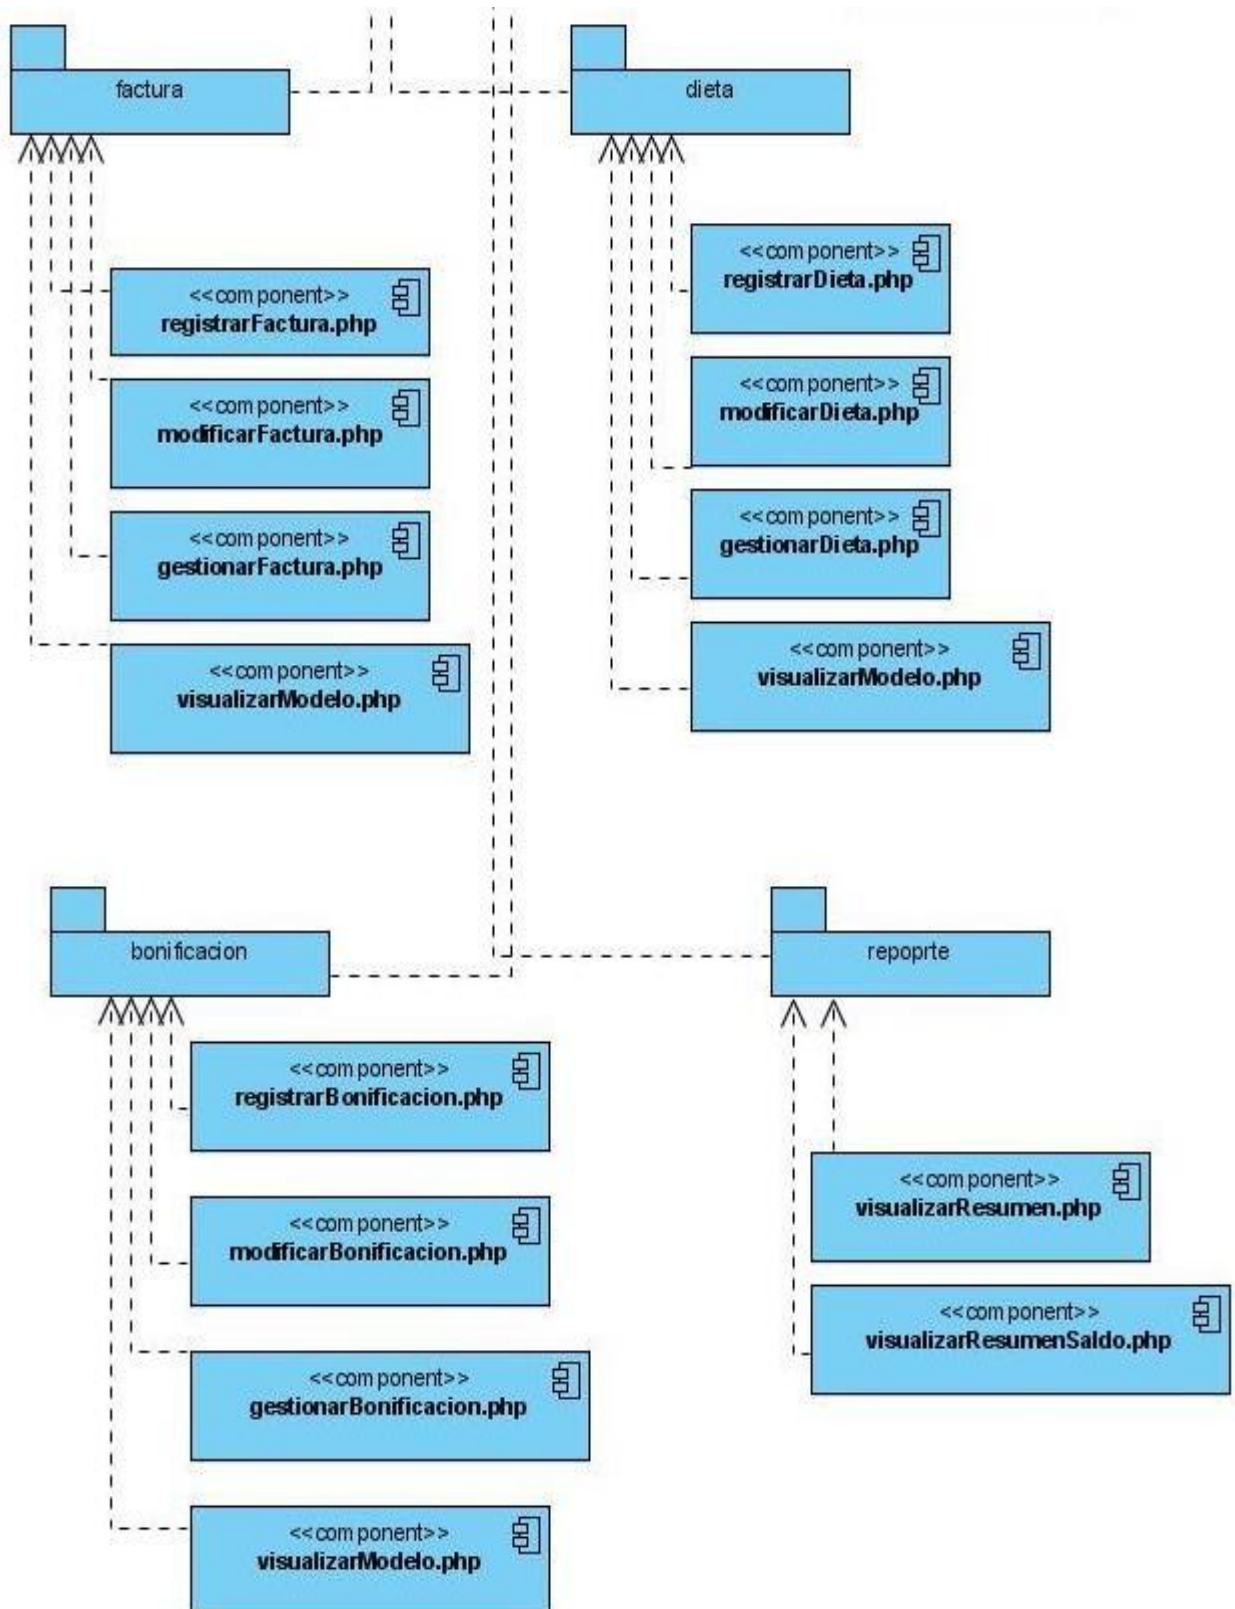 factura
dieta
<<component>>
registrarFactura.php
<<component>>
modificarFactura.php
<<component>>
gestionarFactura.php
<<component>>
visualizarModelo.php
<<component>>
registrarDieta.php
<<component>>
modificarDieta.php
<<component>>
gestionarDieta.php
<<component>>
visualizarModelo.php
bonificacion
repoprte
<<component>>
registrarBonificacion.php
<<component>>
modificarBonificacion.php
<<component>>
gestionarBonificacion.php
<<component>>
visualizarModelo.php
<<component>>
visualizarResumen.php
<<component>>
visualizarResumenSaldo.php